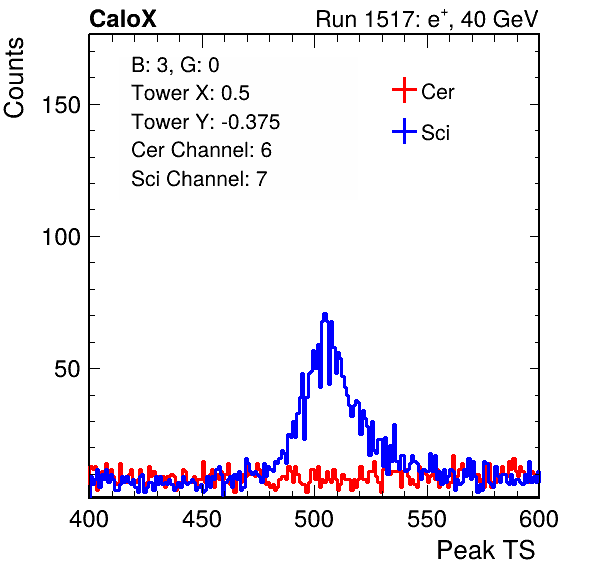 CaloX Run 1517: e+, 40 GeV
Counts
B: 3, G: 0
Tower X: 0.5
Tower Y: -0.375
Cer Channel: 6
Sci Channel: 7
Cer
Sci
150
100
50
400 450 500 550 600
Peak TS